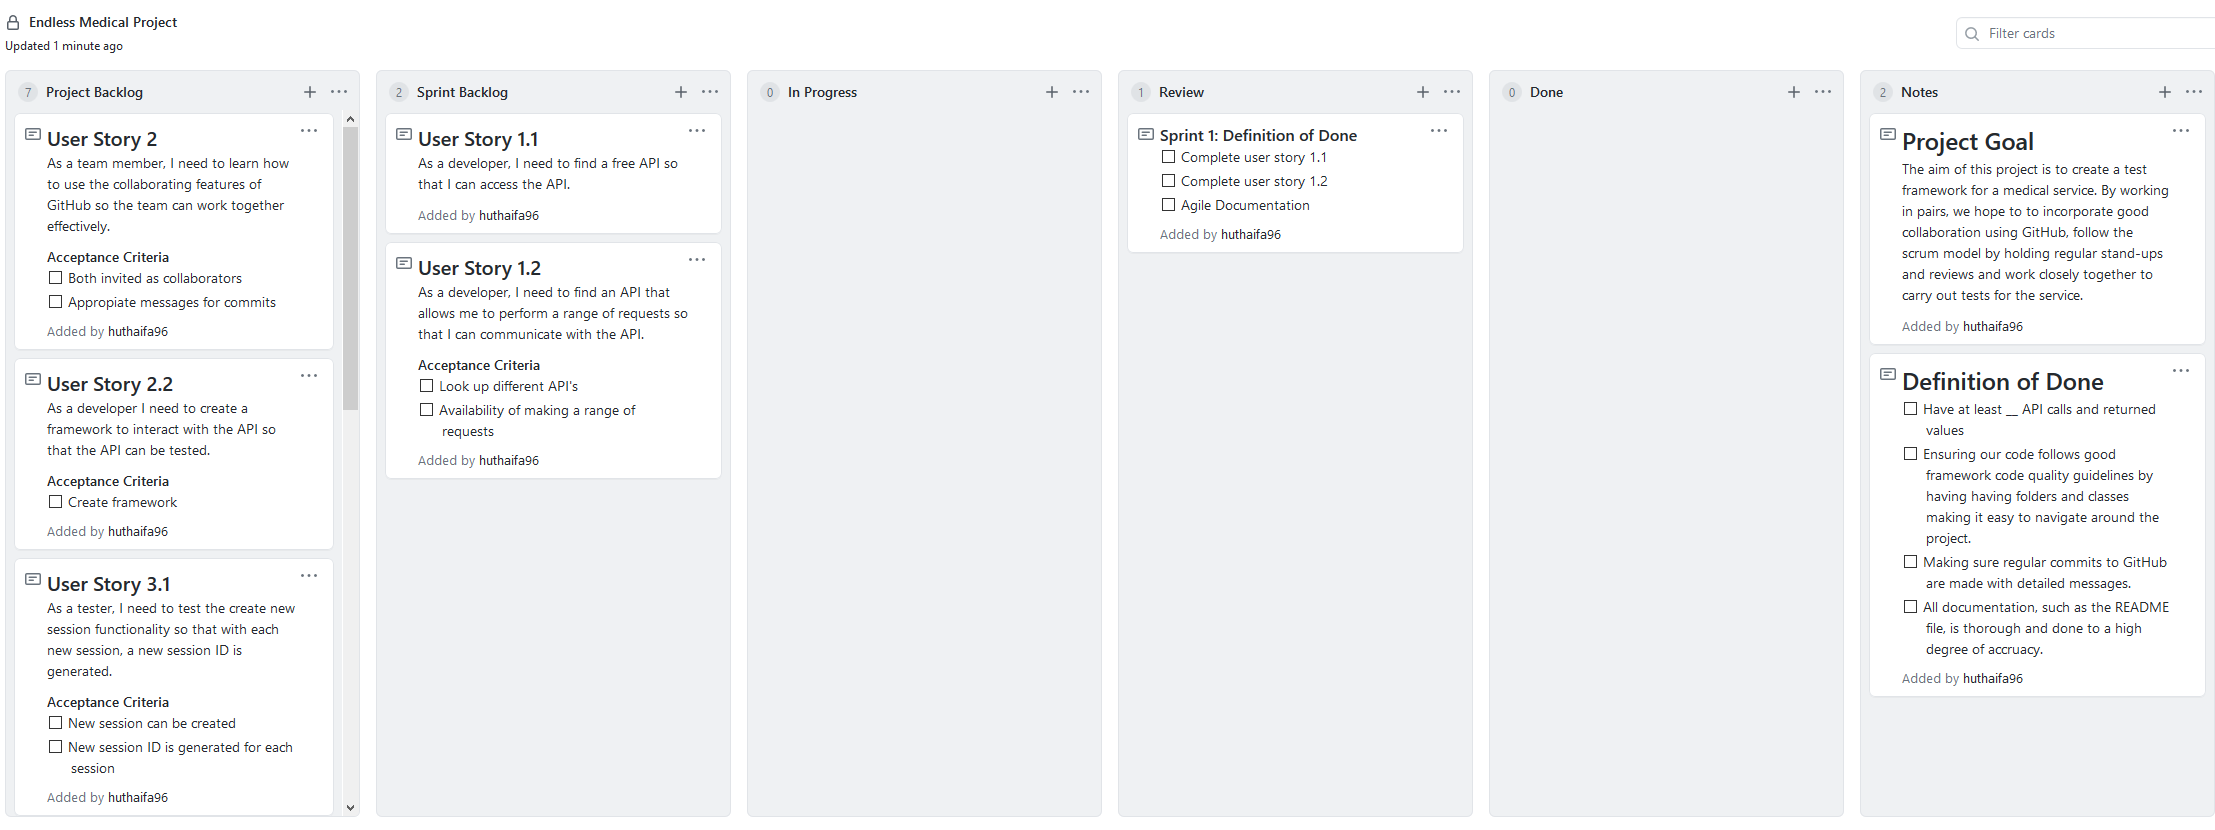 Endless Medical Project
Updated 1 minute ago
Filter cards
7 Project Backlog
User Story 2
As a team member, I need to learn how
to use the collaborating features of
GitHub so the team can work together
effectively.
Acceptance Criteria
Both invited as collaborators
Appropiate messages for commits
Added by huthaifa96
User Story 2.2
As a developer I need to create a
framework to interact with the API so
that the API can be tested.
Acceptance Criteria
Create framework
Added by huthaifa96
User Story 3.1
As a tester, I need to test the create new
session functionality so that with each
new session, a new session ID is
generated.
Acceptance Criteria
New session can be created
New session ID is generated for each
session
Added by huthaifa96
2 Sprint Backlog
User Story 1.1
As a developer, I need to find a free API so
that I can access the API.
Added by huthaifa96
User Story 1.2
As a developer, I need to find an API that
allows me to perform a range of requests so
that I can communicate with the API.
Acceptance Criteria
Look up different API's
Availability of making a range of
requests
Added by huthaifa96
0 In Progress
1 Review
Sprint 1: Definition of Done
Complete user story 1.1
Complete user story 1.2
Agile Documentation
Added by huthaifa96
0 Done
2 Notes
Project Goal
The aim of this project is to create a test
framework for a medical service. By working
in pairs, we hope to to incorporate good
collaboration using GitHub, follow the
scrum model by holding regular stand-ups
and reviews and work closely together to
carry out tests for the service.
Added by huthaifa96
Definition of Done
Have at least __ API calls and returned
values
Ensuring our code follows good
framework code quality guidelines by
having having folders and classes
making it easy to navigate around the
project.
Making sure regular commits to GitHub
are made with detailed messages.
All documentation, such as the README
file, is thorough and done to a high
degree of accruacy.
Added by huthaifa96